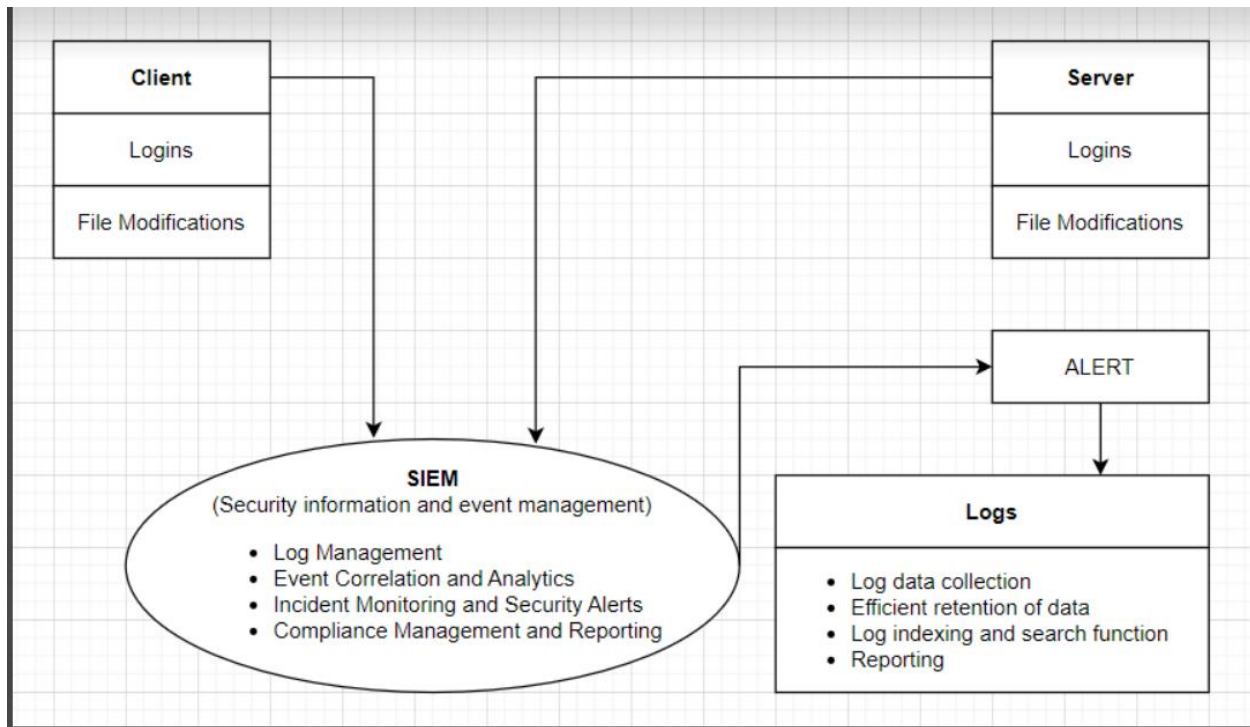 Client
Logins
File Modifications
Server
Logins
File Modifications
ALERT
SIEM
(Security information and event management)
• Log Management
• Event Correlation and Analytics
• Incident Monitoring and Security Alerts
• Compliance Management and Reporting
Logs
• Log data collection
• Efficient retention of data
• Log indexing and search function
• Reporting